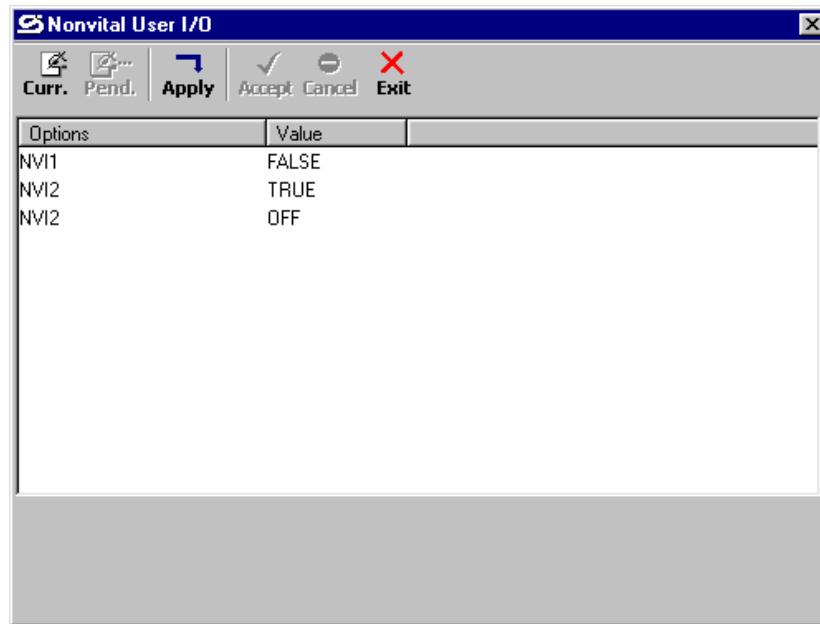 Nonvital User I/O
Curr. Pend. Apply Accept Cancel Exit
Options Value
NVI1 FALSE
NVI2 TRUE
NVI2 OFF